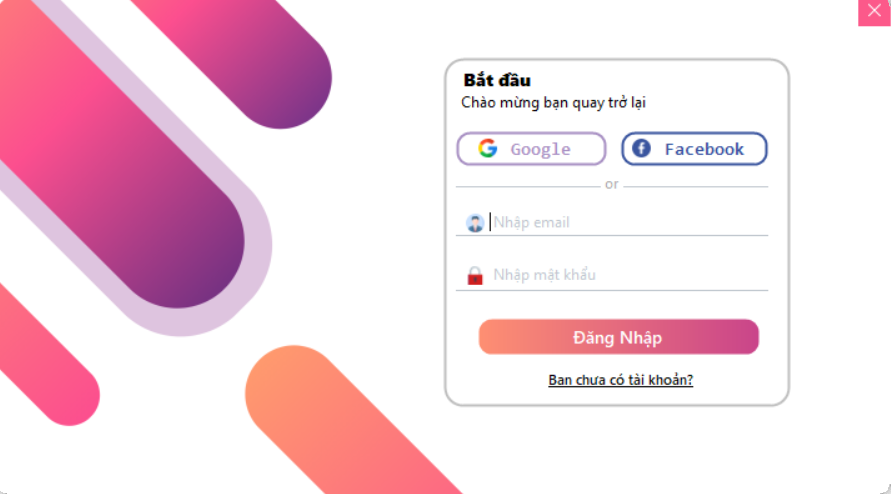 Bắt đầu
Chào mừng bạn quay trở lại
Google
Facebook
or
Nhập email
Nhập mật khẩu
Đăng Nhập
Bạn chưa có tài khoản?